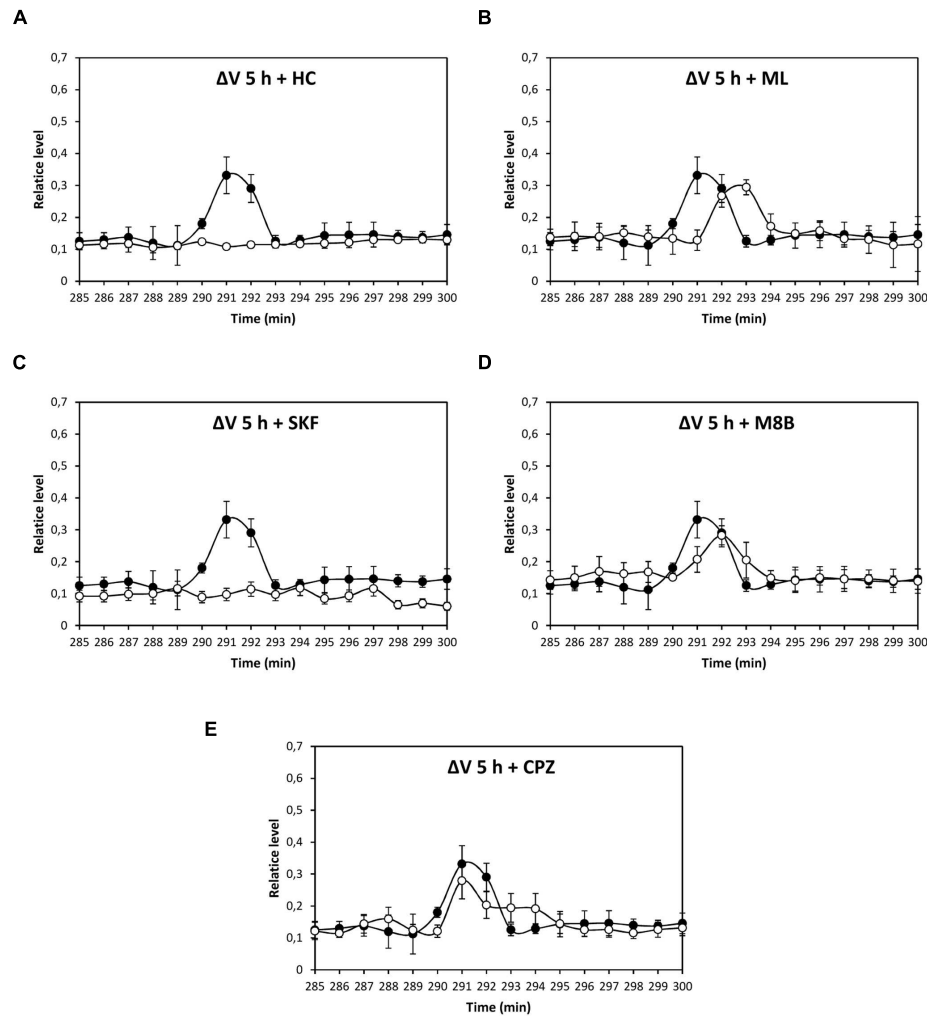 A
ΔV 5 h + HC
Relatice level
0,7
0,6
0,5
0,4
0,3
0,2
0,1
0
285 286 287 288 289 290 291 292 293 294 295 296 297 298 299 300
Time (min)
B
ΔV 5 h + ML
Relatice level
0,7
0,6
0,5
0,4
0,3
0,2
0,1
0
285 286 287 288 289 290 291 292 293 294 295 296 297 298 299 300
Time (min)
C
ΔV 5 h + SKF
Relatice level
0,7
0,6
0,5
0,4
0,3
0,2
0,1
0
285 286 287 288 289 290 291 292 293 294 295 296 297 298 299 300
Time (min)
D
ΔV 5 h + M8B
Relatice level
0,7
0,6
0,5
0,4
0,3
0,2
0,1
0
285 286 287 288 289 290 291 292 293 294 295 296 297 298 299 300
Time (min)
E
ΔV 5 h + CPZ
Relatice level
0,7
0,6
0,5
0,4
0,3
0,2
0,1
0
285 286 287 288 289 290 291 292 293 294 295 296 297 298 299 300
Time (min)